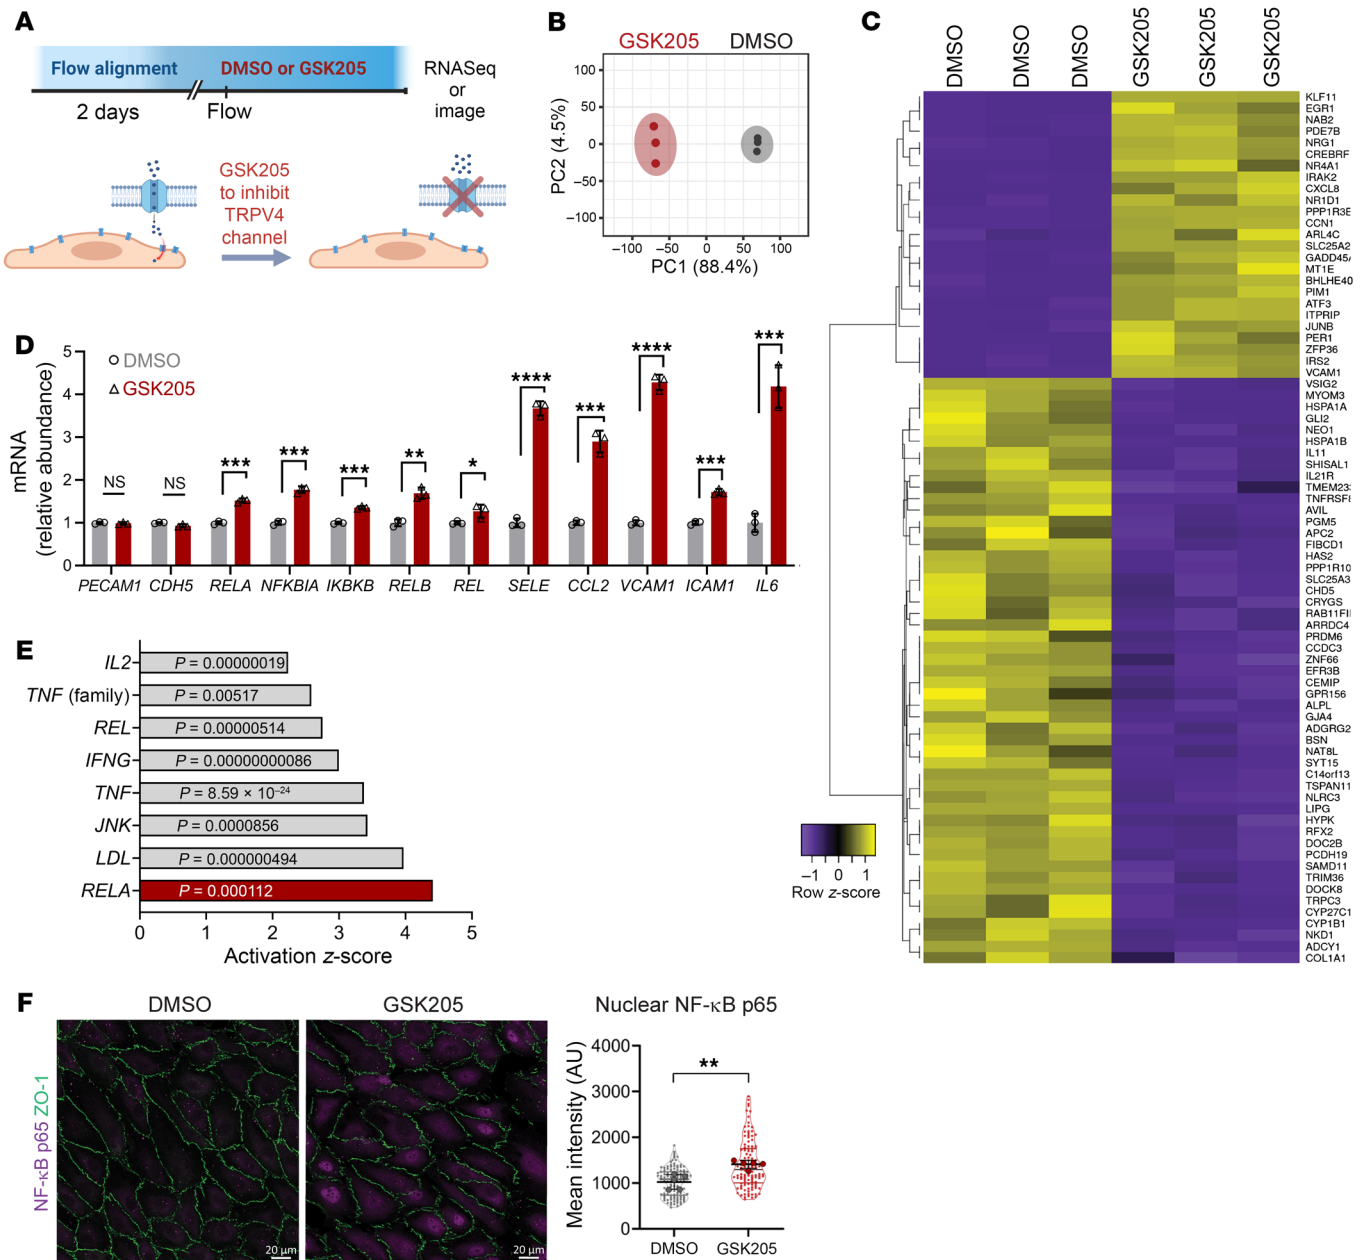 A
Flow alignment
DMSO or GSK205
2 days
Flow
RNASeq
or
image
GSK205
to inhibit
TRPV4
channel
B
GSK205
DMSO
PC2 (4.5%)
100
50
0
−50
−100
−100
−50
0
50
100
PC1 (88.4%)
C
DMSO
DMSO
DMSO
GSK205
GSK205
GSK205
KLF11
EGR1
NAB2
PDE7B
NRG1
CREBRF
NR4A1
IRAK2
CXCL8
NR1D1
PPP1R3E
CCN1
ARL4C
SLC25A2
GADD45A
MT1E
BHLHE40
PIM1
ATF3
ITPRIP
JUNB
PER1
ZFP36
IRS2
VCAM1
VSIG2
MYOM3
HSPA1A
GLI2
NEO1
HSPA1B
IL11
SHISAL1
IL21R
TMEM233
TNFRSF8
AVIL
PGM5
APC2
FIBCD1
HAS2
PPP1R10
SLC25A3
CHD5
CRYGS
RAB11FI
ARRDC4
PRDM6
CCDC3
ZNF66
EFR3B
CEMIP
GPR156
ALPL
GJA4
ADGRG2
BSN
NAT8L
SYT15
C14orf13
TSPAN11
NLRC3
LIPG
HYPK
RFX2
DOC2B
PCDH19
SAMD11
TRIM36
DOCK8
TRPC3
CYP27C1
CYP1B1
NKD1
ADCY1
COL1A1
−1 0 1
Row z-score
D
mRNA
(relative abundance)
5
4
3
2
1
0
DMSO
GSK205
NS
NS
***
***
***
**
*
****
***
****
***
***
PECAM1
CDH5
RELA
NFKBIA
IKBKB
RELB
REL
SELE
CCL2
VCAM1
ICAM1
IL6
E
IL2
P = 0.00000019
TNF (family)
P = 0.00517
REL
P = 0.00000514
IFNG
P = 0.00000000086
TNF
P = 8.59 × 10⁻²⁴
JNK
P = 0.0000856
LDL
P = 0.000000494
RELA
P = 0.000112
0
1
2
3
4
5
Activation z-score
F
NF-κB p65 ZO-1
DMSO
GSK205
20 μm
20 μm
Nuclear NF-κB p65
Mean intensity (AU)
4000
3000
2000
1000
0
**
DMSO
GSK205